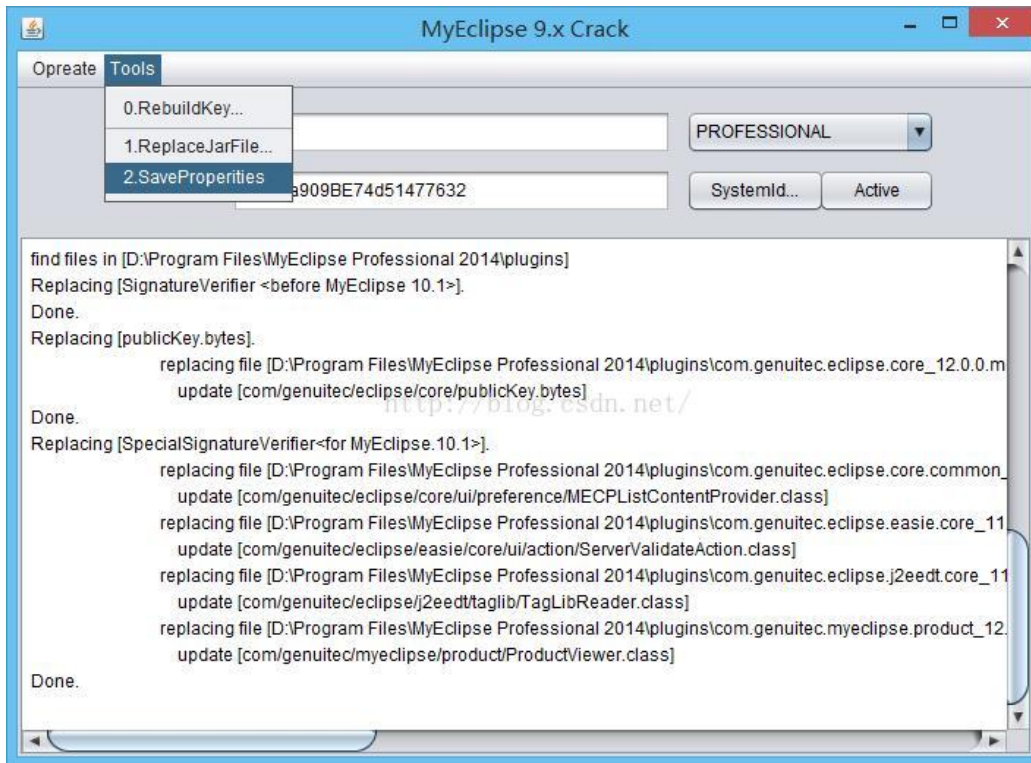 MyEclipse 9.x Crack
Opreate Tools
0.RebuildKey...
1.ReplaceJarFile...
2.SaveProperities
PROFESSIONAL
a909BE74d51477632
SystemId... Active
find files in [D:\Program Files\MyEclipse Professional 2014\plugins]
Replacing [SignatureVerifier <before MyEclipse 10.1>].
Done.
Replacing [publicKey.bytes].
replacing file [D:\Program Files\MyEclipse Professional 2014\plugins\com.genuitec.eclipse.core_12.0.0.m
update [com/genuitec/eclipse/core/publicKey.bytes]
http://blog.csdn.net/
Done.
Replacing [SpecialSignatureVerifier<for MyEclipse.10.1>].
replacing file [D:\Program Files\MyEclipse Professional 2014\plugins\com.genuitec.eclipse.core.common_
update [com/genuitec/eclipse/core/ui/preference/MECPListContentProvider.class]
replacing file [D:\Program Files\MyEclipse Professional 2014\plugins\com.genuitec.eclipse.easie.core_11.
update [com/genuitec/eclipse/easie/core/ui/action/ServerValidateAction.class]
replacing file [D:\Program Files\MyEclipse Professional 2014\plugins\com.genuitec.eclipse.j2eedt.core_11
update [com/genuitec/eclipse/j2eedt/taglib/TagLibReader.class]
replacing file [D:\Program Files\MyEclipse Professional 2014\plugins\com.genuitec.myeclipse.product_12.
update [com/genuitec/myeclipse/product/ProductViewer.class]
Done.